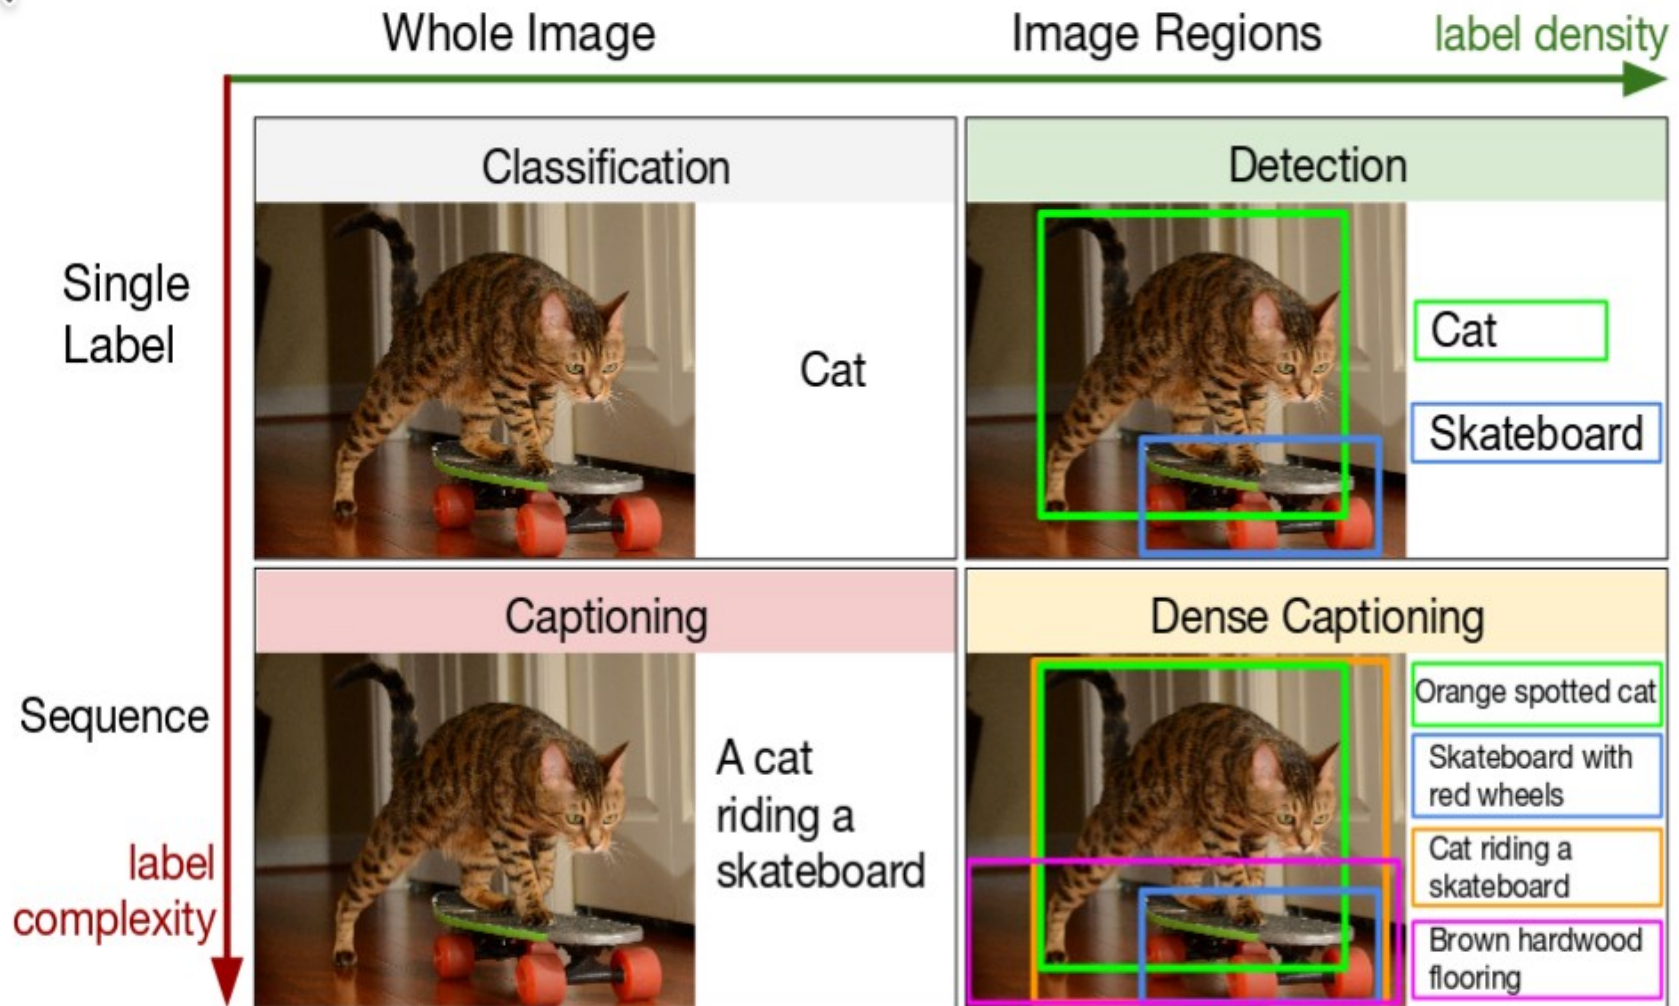 Whole Image
Image Regions
label density
Classification
Detection
Single
Label
Cat
Cat
Skateboard
Captioning
Dense Captioning
Sequence
label
complexity
A cat
riding a
skateboard
Orange spotted cat
Skateboard with
red wheels
Cat riding a
skateboard
Brown hardwood
flooring